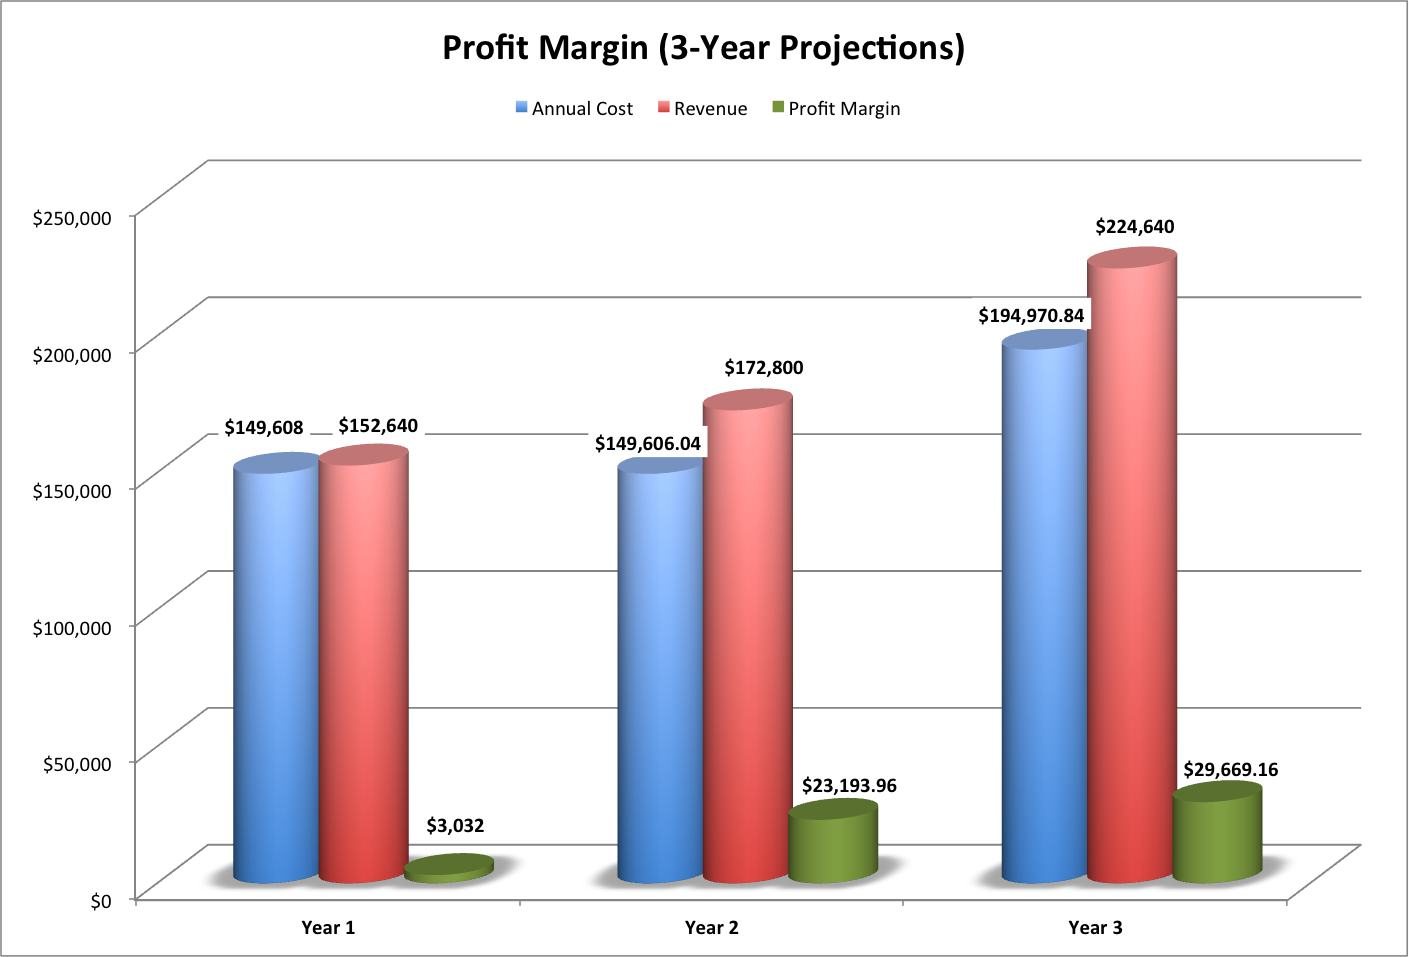 Profit Margin (3-Year Projections)
Annual Cost Revenue Profit Margin
$250,000
$200,000
$150,000
$100,000
$50,000
$0
$149,608 $152,640 $3,032
$149,606.04 $172,800 $23,193.96
$194,970.84 $224,640 $29,669.16
Year 1 Year 2 Year 3